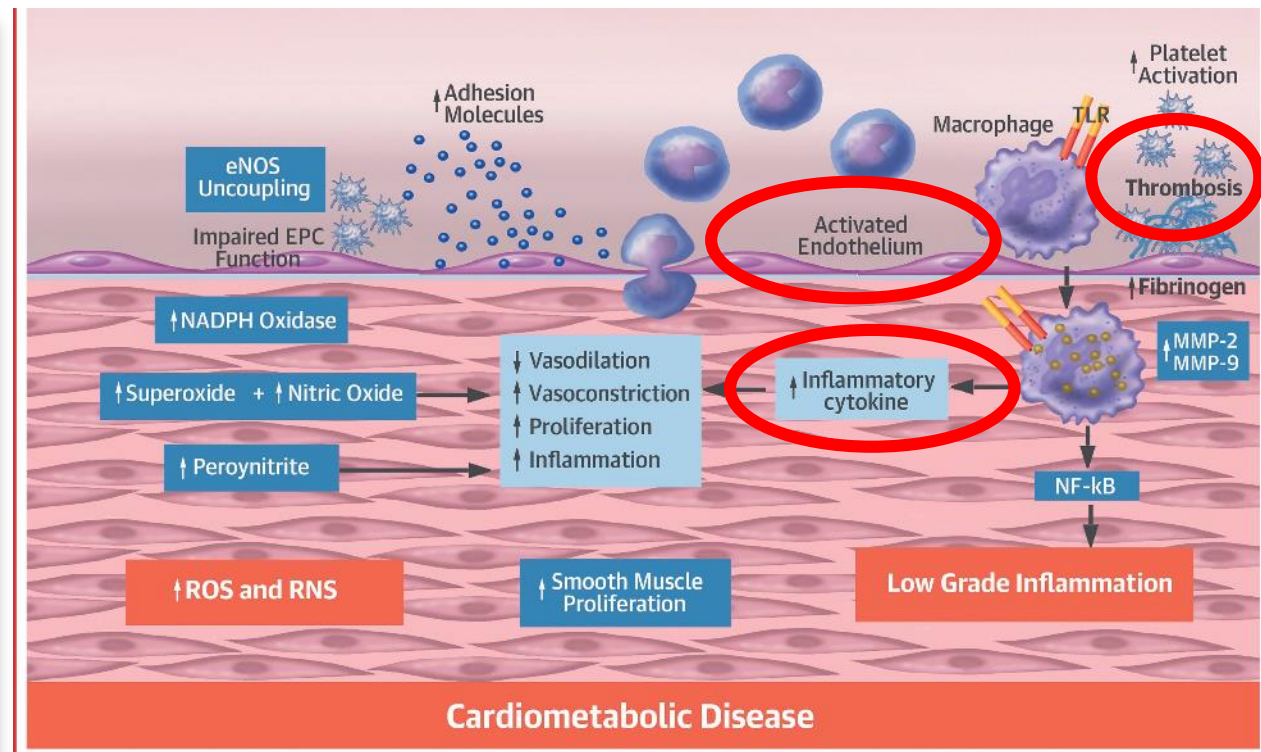 ↑ Platelet
Activation
↑ Adhesion
Molecules
Macrophage
TLR
eNOS
Uncoupling
Thrombosis
Impaired EPC
Function
Activated
Endothelium
↑ Fibrinogen
↑ NADPH Oxidase
↑ MMP-2
MMP-9
↓ Vasodilation
↑ Vasoconstriction
↑ Proliferation
↑ Inflammation
↑ Inflammatory
cytokine
↑ Superoxide + ↑ Nitric Oxide
↑ Peroynitrite
NF-kB
↑ ROS and RNS
↑ Smooth Muscle
Proliferation
Low Grade Inflammation
Cardiometabolic Disease